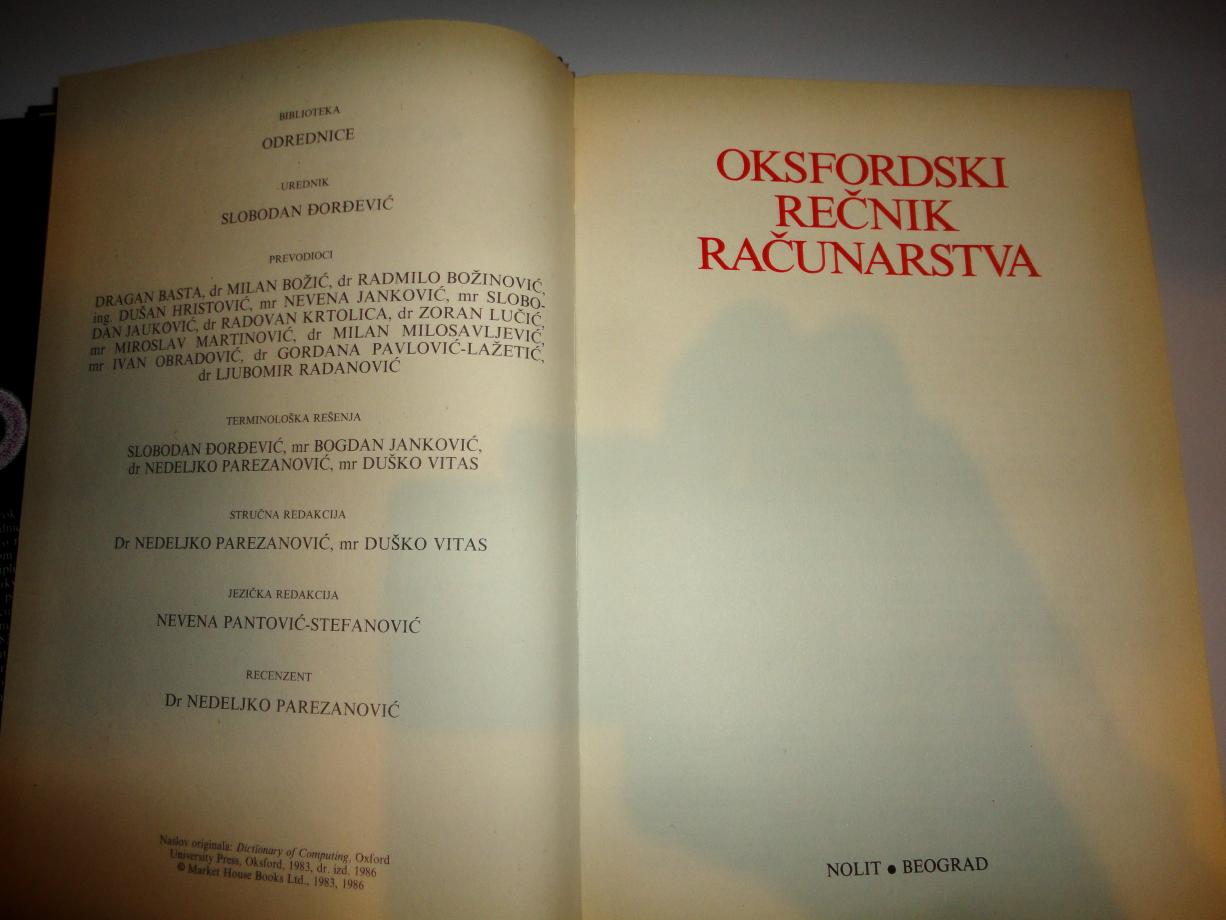 BIBLIOTEKA
ODREDNICE
UREDNIK
SLOBODAN ĐORĐEVIĆ
PREVODIOCI
DRAGAN BASTA, dr MILAN BOŽIĆ, dr RADMILO BOŽINOVIĆ,
ing. DUŠAN HRISTOVIĆ, mr NEVENA JANKOVIĆ, mr SLOBO-
DAN JAUKOVIĆ, dr RADOVAN KRTOLICA, dr ZORAN LUČIĆ,
mr MIROSLAV MARTINOVIĆ, dr MILAN MILOSAVLJEVIĆ,
mr IVAN OBRADOVIĆ, dr GORDANA PAVLOVIĆ-LAŽETIĆ,
dr LJUBOMIR RADANOVIĆ
TERMINOLOŠKA REŠENJA
SLOBODAN ĐORĐEVIĆ, mr BOGDAN JANKOVIĆ,
dr NEDELJKO PAREZANOVIĆ, mr DUŠKO VITAS
STRUČNA REDAKCIJA
Dr NEDELJKO PAREZANOVIĆ, mr DUŠKO VITAS
JEZIČKA REDAKCIJA
NEVENA PANTOVIĆ-STEFANOVIĆ
RECENZENT
Dr NEDELJKO PAREZANOVIĆ
Naslov originala: Dictionary of Computing, Oxford
University Press, Oksford, 1983, dr. izd. 1986
© Market House Books Ltd., 1983, 1986
OKSFORDSKI
REČNIK
RAČUNARSTVA
NOLIT ● BEOGRAD